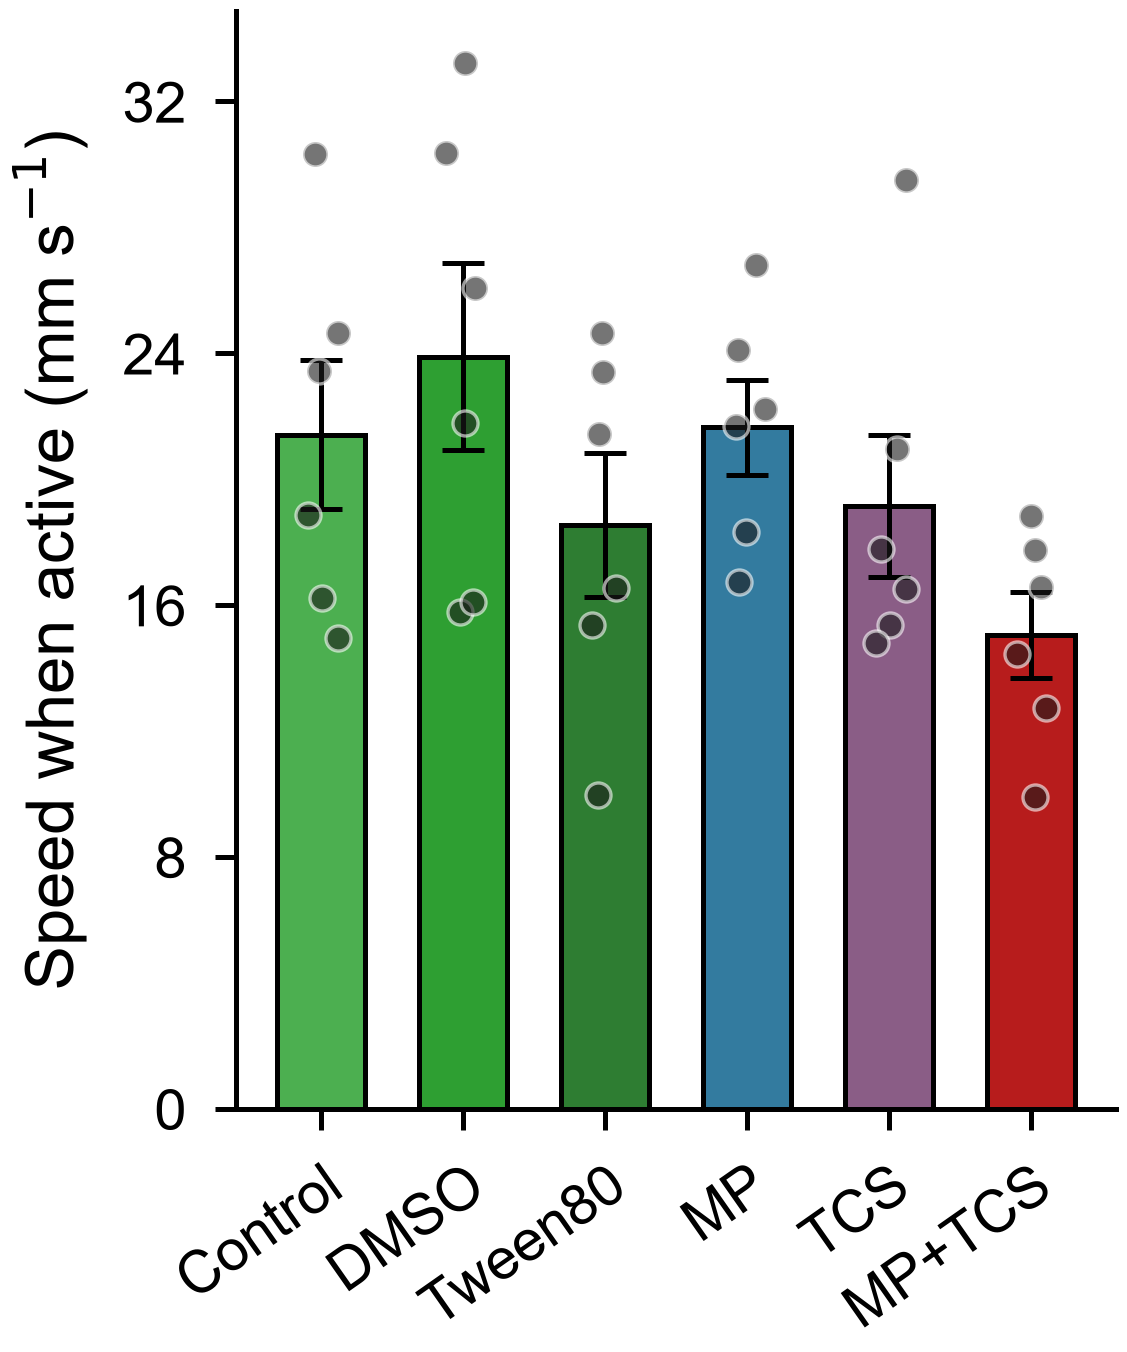 Speed when active (mm s⁻¹)
32
24
16
8
0
Control
DMSO
Tween80
MP
TCS
MP+TCS